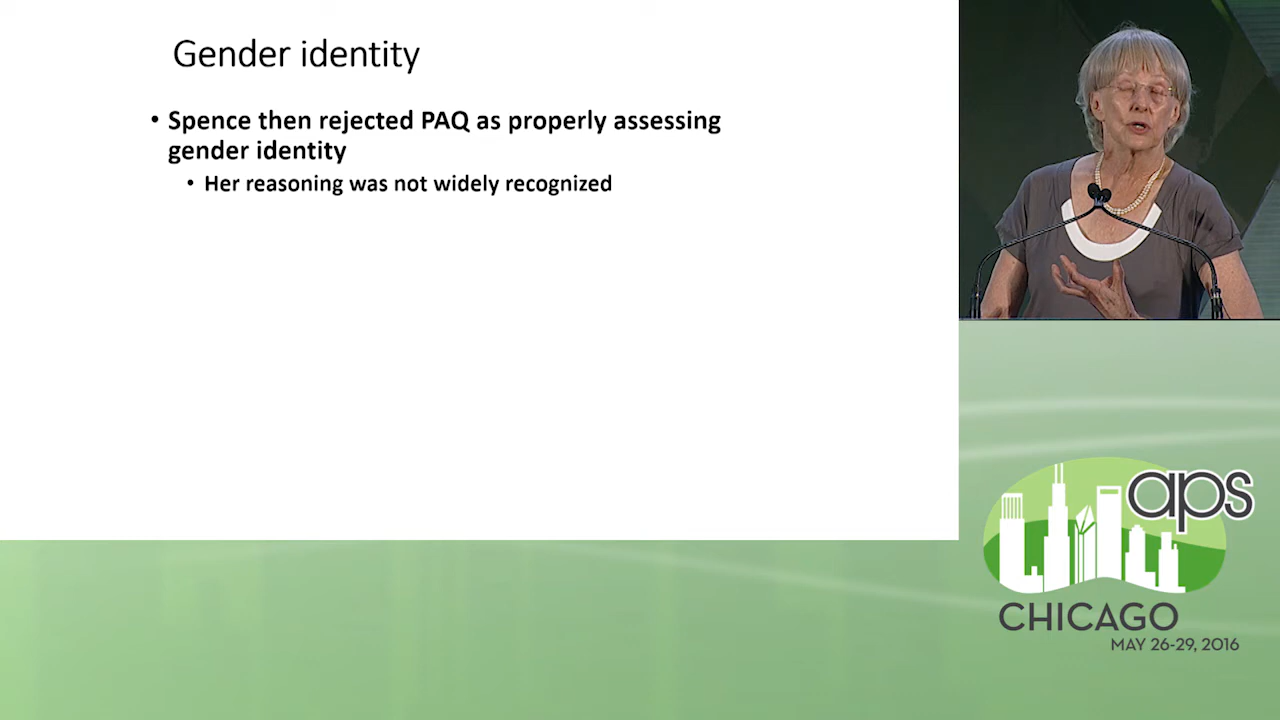 Gender identity
• Spence then rejected PAQ as properly assessing
gender identity
• Her reasoning was not widely recognized
aps
CHICAGO
MAY 26-29, 2016